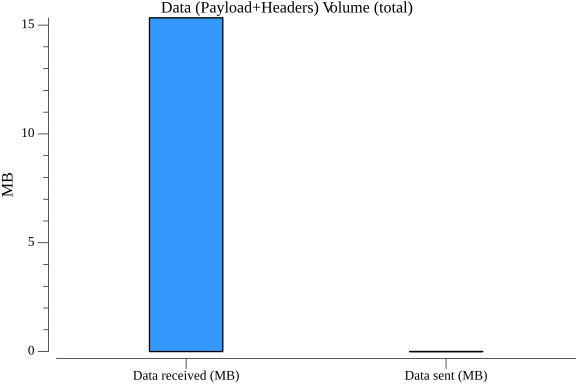 Data (Payload+Headers) Volume (total)
15
10
5
0
MB
Data received (MB)
Data sent (MB)